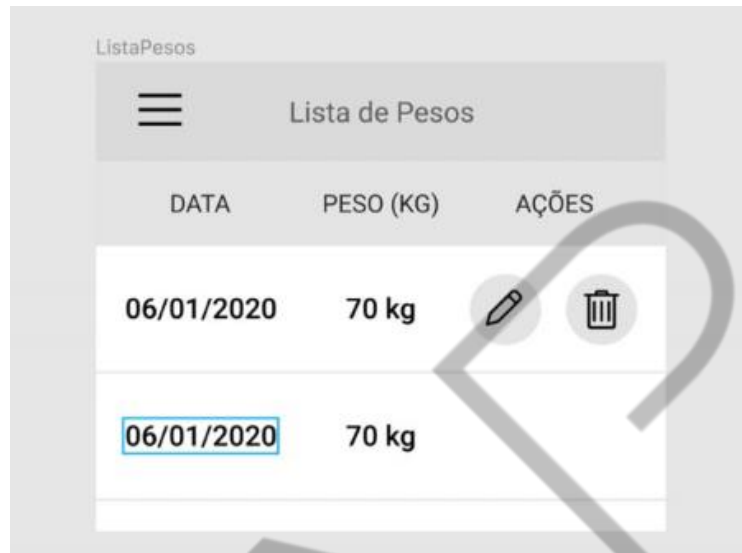 ListaPesos
Lista de Pesos
DATA PESO (KG) AÇÕES
06/01/2020 70 kg
06/01/2020 70 kg